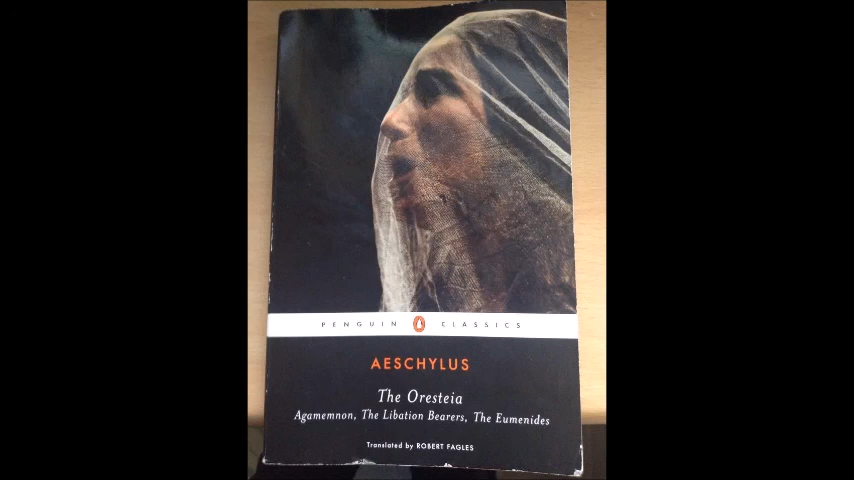 PENGUIN CLASSICS
AESCHYLUS
The Oresteia
Agamemnon, The Libation Bearers, The Eumenides
Translated by ROBERT FAGLES